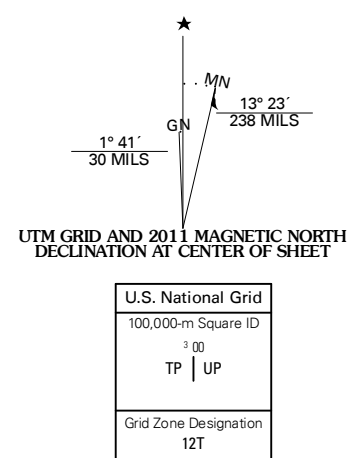 ★
MN
GN
13° 23´
238 MILS
1° 41´
30 MILS
UTM GRID AND 2011 MAGNETIC NORTH
DECLINATION AT CENTER OF SHEET
U.S. National Grid
100,000-m Square ID
3 00
TP | UP
Grid Zone Designation
12T